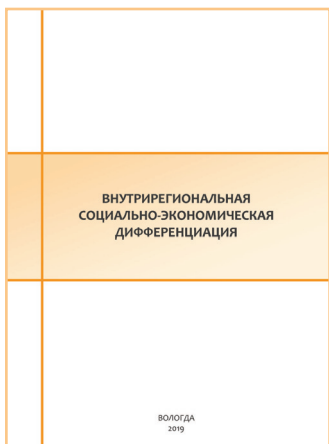 ВНУТРИРЕГИОНАЛЬНАЯ
СОЦИАЛЬНО-ЭКОНОМИЧЕСКАЯ
ДИФФЕРЕНЦИАЦИЯ
ВОЛОГДА
2019